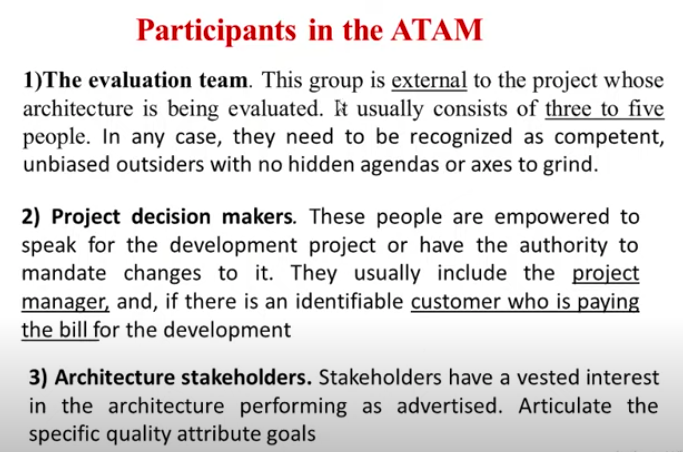 Participants in the ATAM
1)The evaluation team. This group is external to the project whose
architecture is being evaluated. It usually consists of three to five
people. In any case, they need to be recognized as competent,
unbiased outsiders with no hidden agendas or axes to grind.
2) Project decision makers. These people are empowered to
speak for the development project or have the authority to
mandate changes to it. They usually include the project
manager, and, if there is an identifiable customer who is paying
the bill for the development
3) Architecture stakeholders. Stakeholders have a vested interest
in the architecture performing as advertised. Articulate the
specific quality attribute goals